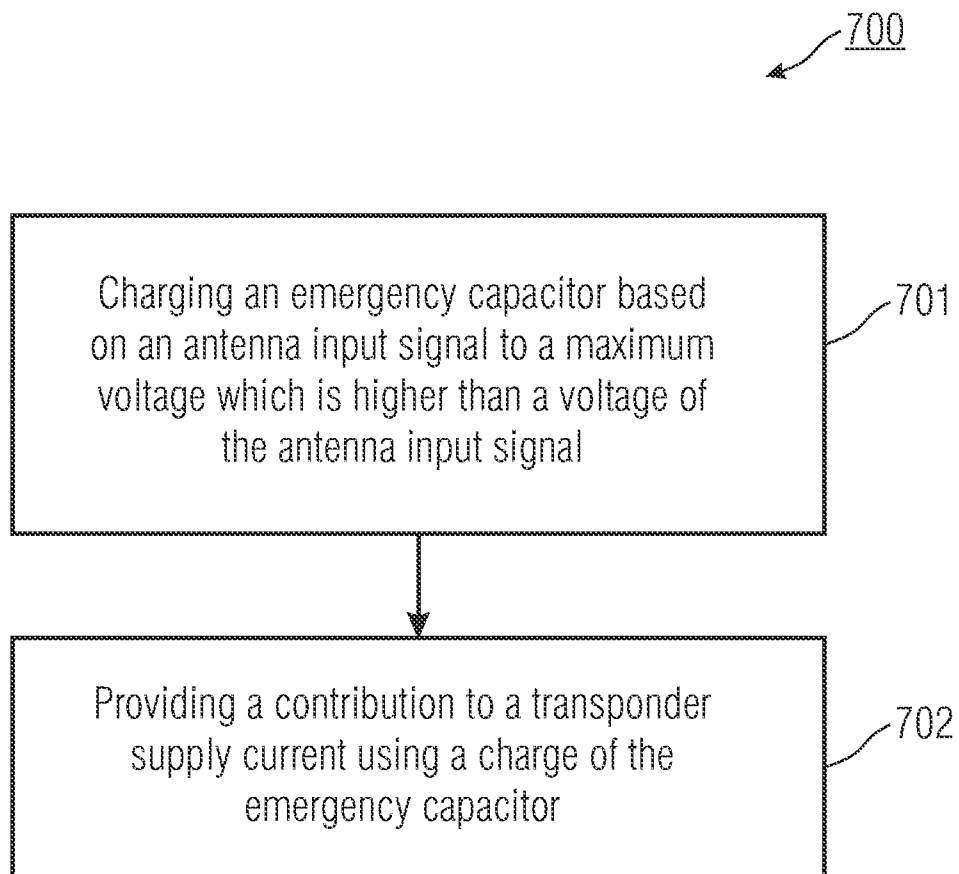 700
Charging an emergency capacitor based
on an antenna input signal to a maximum
voltage which is higher than a voltage of
the antenna input signal
701
Providing a contribution to a transponder
supply current using a charge of the
emergency capacitor
702